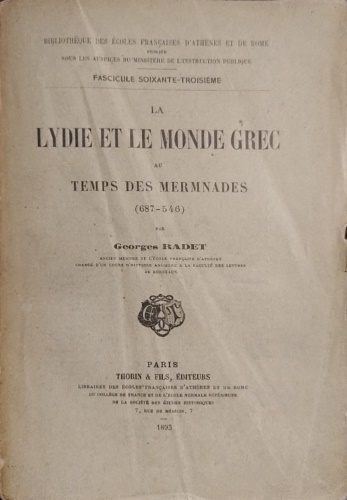 BIBLIOTHÈQUE DES ÉCOLES FRANÇAISES D'ATHÈNES ET DE ROME
PUBLIÉE
SOUS LES AUSPICES DU MINISTÈRE DE L'INSTRUCTION PUBLIQUE
FASCICULE SOIXANTE-TROISIÈME
LA
LYDIE ET LE MONDE GREC
AU
TEMPS DES MERMNADES
(687-546)
PAR
Georges RADET
ANCIEN MEMBRE DE L'ÉCOLE FRANÇAISE D'ATHÈNES
CHARGÉ D'UN COURS D'HISTOIRE ANCIENNE A LA FACULTÉ DES LETTRES
DE BORDEAUX
PARIS
THORIN & FILS, ÉDITEURS
LIBRAIRES DES ÉCOLES FRANÇAISES D'ATHÈNES ET DE ROME
DU COLLÈGE DE FRANCE ET DE L'ÉCOLE NORMALE SUPÉRIEURE
DE LA SOCIÉTÉ DES ÉTUDES HISTORIQUES
7, RUE DE MÉDICIS, 7
1893